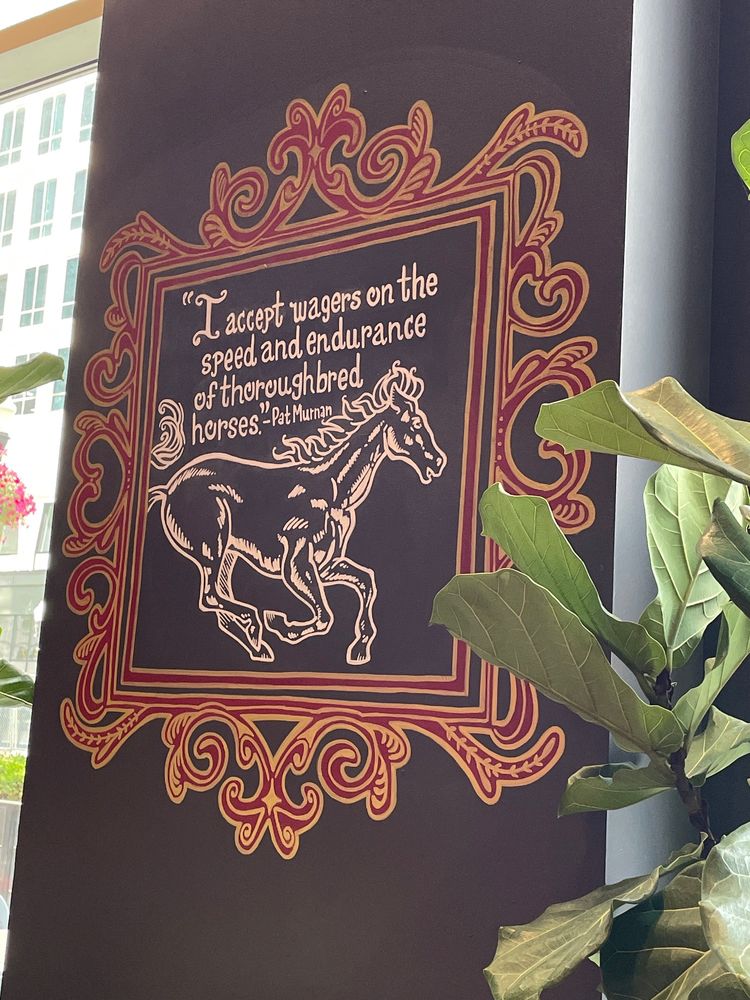 "I accept wagers on the
speed and endurance
of thoroughbred
horses." -Pat Murnan